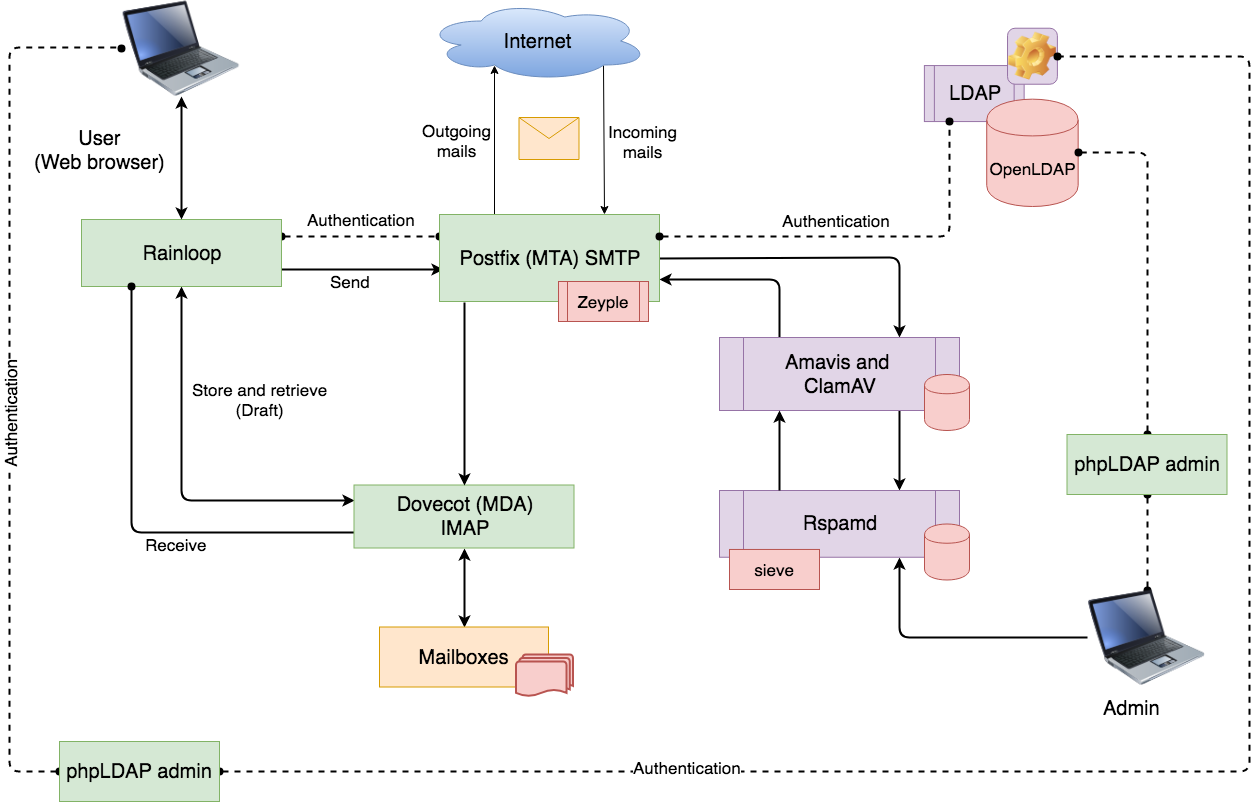 Internet
LDAP
Outgoing
mails
Incoming
mails
User
(Web browser)
OpenLDAP
Authentication
Authentication
Rainloop
Postfix (MTA) SMTP
Send
Zeyple
Amavis and
ClamAV
Store and retrieve
(Draft)
Authentication
phpLDAP admin
Dovecot (MDA)
IMAP
Rspamd
Receive
sieve
Mailboxes
Admin
phpLDAP admin
Authentication